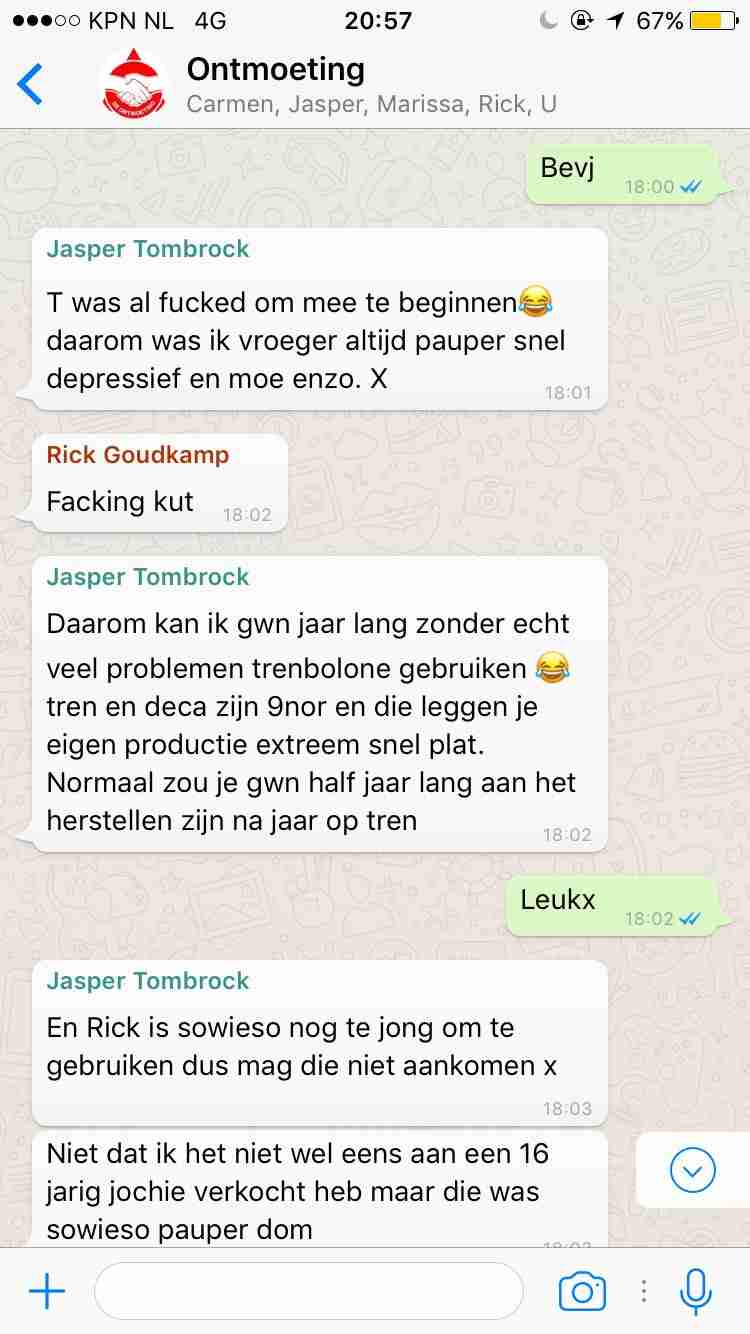 KPN NL 4G 20:57 67%
Ontmoeting
Carmen, Jasper, Marissa, Rick, U
Bevj
18:00
Jasper Tombrock
T was al fucked om mee te beginnen😂
daarom was ik vroeger altijd pauper snel
depressief en moe enzo. X
18:01
Rick Goudkamp
Facking kut
18:02
Jasper Tombrock
Daarom kan ik gwn jaar lang zonder echt
veel problemen trenbolone gebruiken 😂
tren en deca zijn 9nor en die leggen je
eigen productie extreem snel plat.
Normaal zou je gwn half jaar lang aan het
herstellen zijn na jaar op tren
18:02
Leukx
18:02
Jasper Tombrock
En Rick is sowieso nog te jong om te
gebruiken dus mag die niet aankomen x
18:03
Niet dat ik het niet wel eens aan een 16
jarig jochie verkocht heb maar die was
sowieso pauper dom